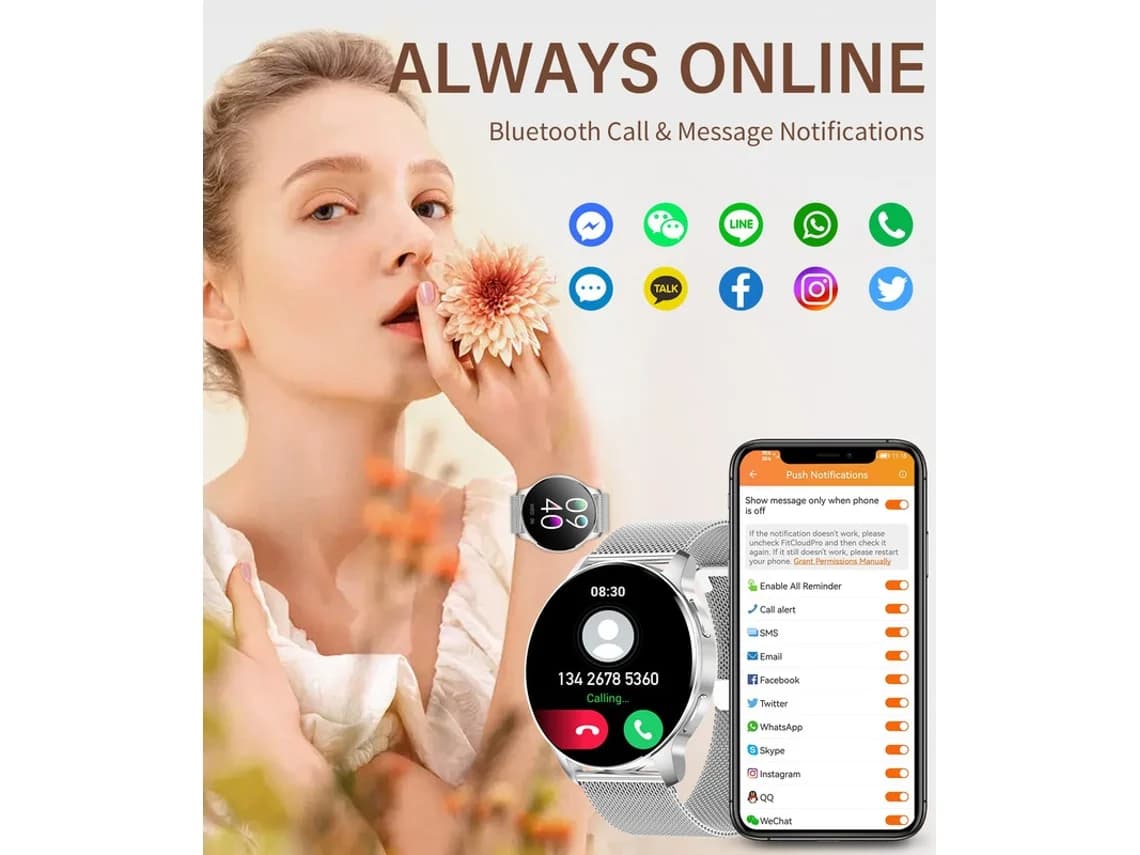 ALWAYS ONLINE
Bluetooth Call & Message Notifications
LINE
TALK
09
40
08:30
134 2678 5360
Calling...
11:18
Push Notifications
Show message only when phone
is off
If the notification doesn't work, please
uncheck FitCloudPro and then check it
again. If it still doesn't work, please restart
your phone. Grant Permissions Manually
Enable All Reminder
Call alert
SMS
Email
Facebook
Twitter
WhatsApp
Skype
Instagram
QQ
WeChat